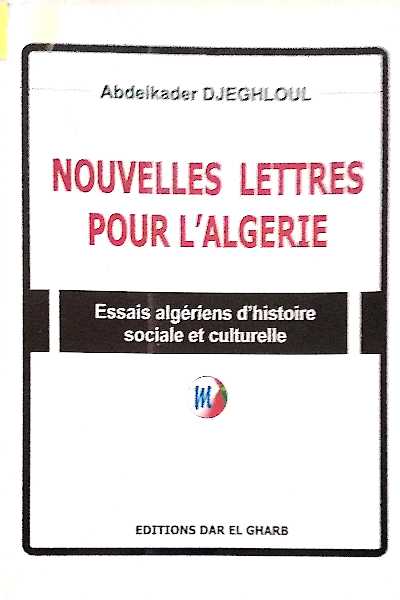 Abdelkader DJEGHLOUL
NOUVELLES LETTRES
POUR L'ALGERIE
Essais algériens d'histoire
sociale et culturelle
M
EDITIONS DAR EL GHARB